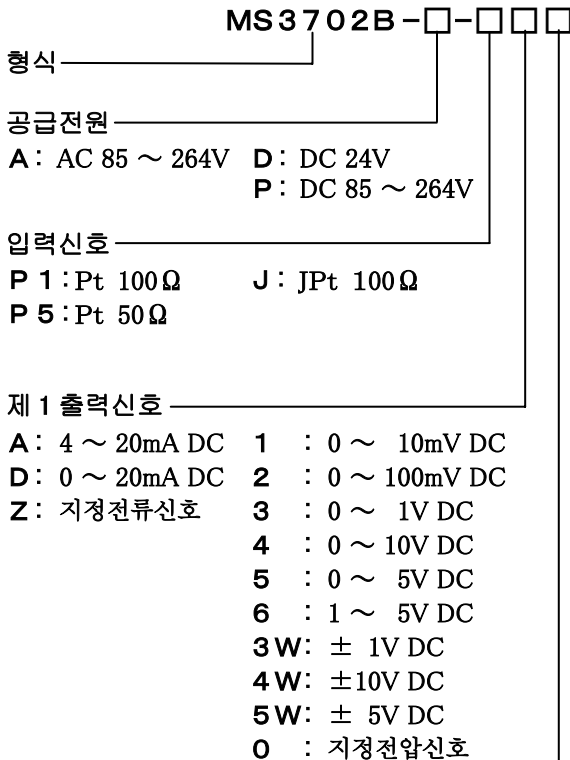 MS3702B-□-□□□
형식
공급전원
A: AC 85 ～ 264V D: DC 24V
P: DC 85 ～ 264V
입력신호
P1:Pt 100Ω J: JPt 100Ω
P5:Pt 50Ω
제1출력신호
A: 4 ～ 20mA DC 1 : 0 ～ 10mV DC
D: 0 ～ 20mA DC 2 : 0 ～ 100mV DC
Z: 지정전류신호 3 : 0 ～ 1V DC
4 : 0 ～ 10V DC
5 : 0 ～ 5V DC
6 : 1 ～ 5V DC
3W: ± 1V DC
4W: ±10V DC
5W: ± 5V DC
0 : 지정전압신호